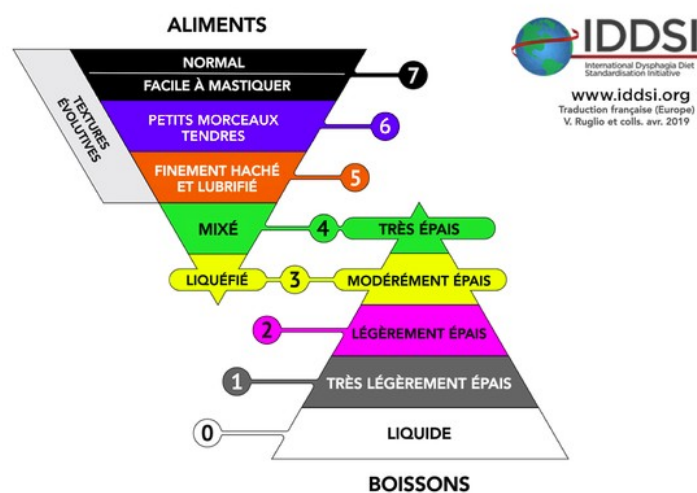 ALIMENTS
IDDSI
International Dysphagia Diet
Standardisation Initiative
www.iddsi.org
Traduction française (Europe)
V. Ruglio et colls. avr. 2019
TEXTURES
ÉVOLUTIVES
NORMAL
FACILE À MASTIQUER
7
PETITS MORCEAUX
TENDRES
6
FINEMENT HACHÉ
ET LUBRIFIÉ
5
MIXÉ
4
TRÈS ÉPAIS
LIQUÉFIÉ
3
MODÉRÉMENT ÉPAIS
2
LÉGÈREMENT ÉPAIS
1
TRÈS LÉGÈREMENT ÉPAIS
0
LIQUIDE
BOISSONS